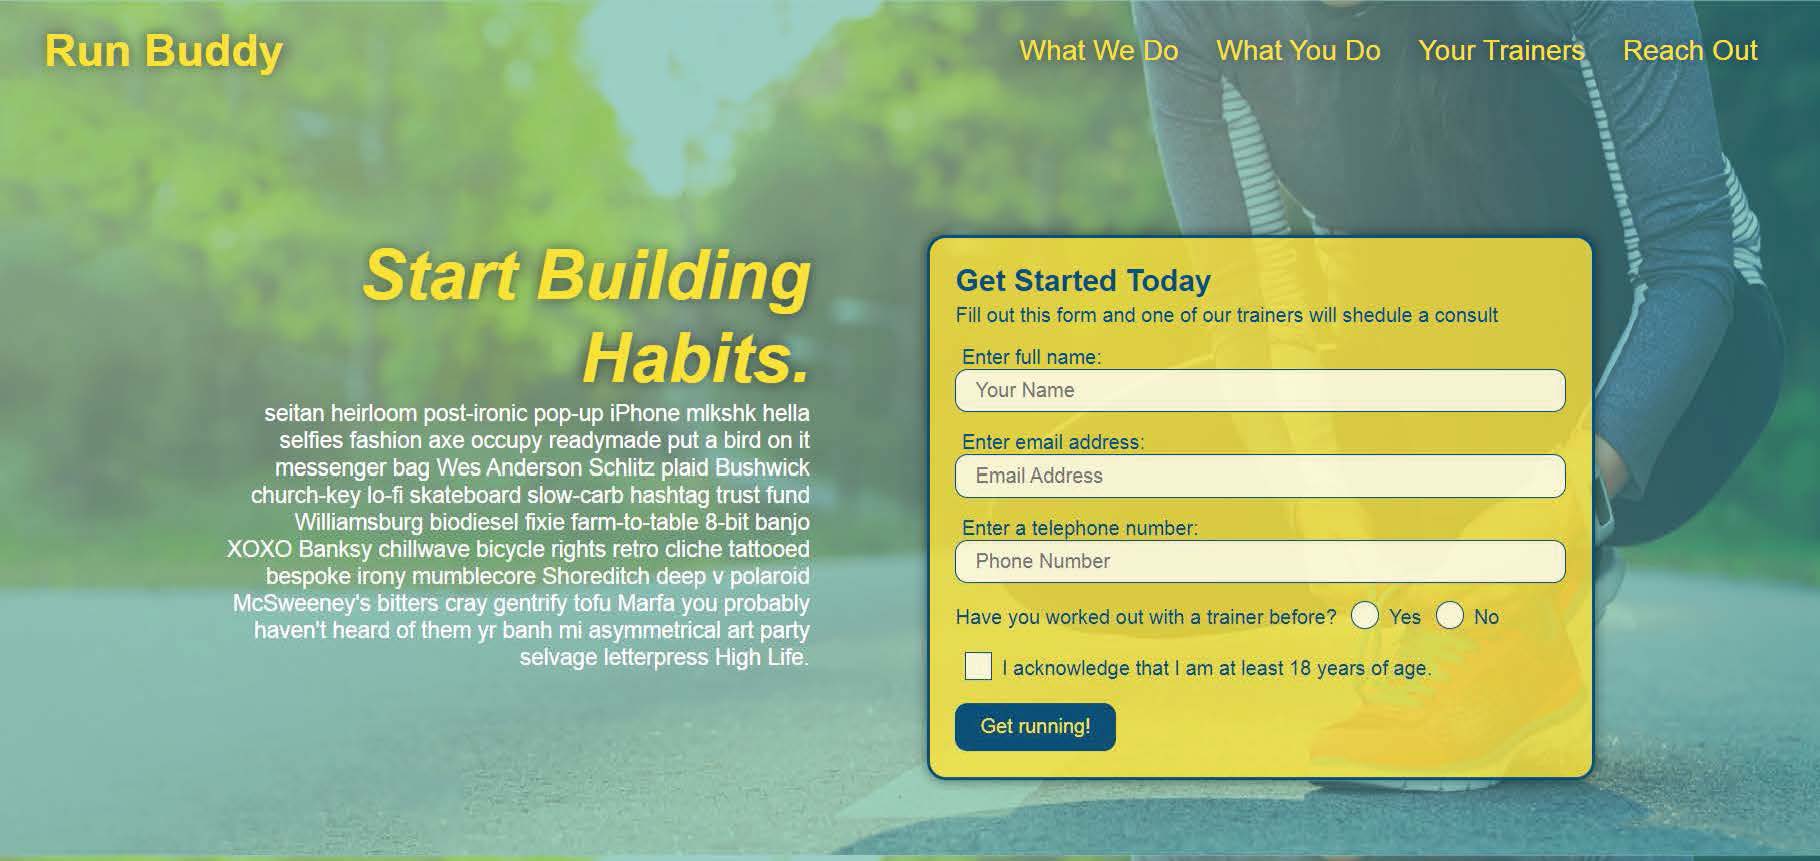 Run Buddy
What We Do
What You Do
Your Trainers
Reach Out
Start Building
Habits.
seitan heirloom post-ironic pop-up iPhone mlkshk hella
selfies fashion axe occupy readymade put a bird on it
messenger bag Wes Anderson Schlitz plaid Bushwick
church-key lo-fi skateboard slow-carb hashtag trust fund
Williamsburg biodiesel fixie farm-to-table 8-bit banjo
XOXO Banksy chillwave bicycle rights retro cliche tattooed
bespoke irony mumblecore Shoreditch deep v polaroid
McSweeney's bitters cray gentrify tofu Marfa you probably
haven't heard of them yr banh mi asymmetrical art party
selvage letterpress High Life.
Get Started Today
Fill out this form and one of our trainers will shedule a consult
Enter full name:
Your Name
Enter email address:
Email Address
Enter a telephone number:
Phone Number
Have you worked out with a trainer before? Yes No
I acknowledge that I am at least 18 years of age.
Get running!